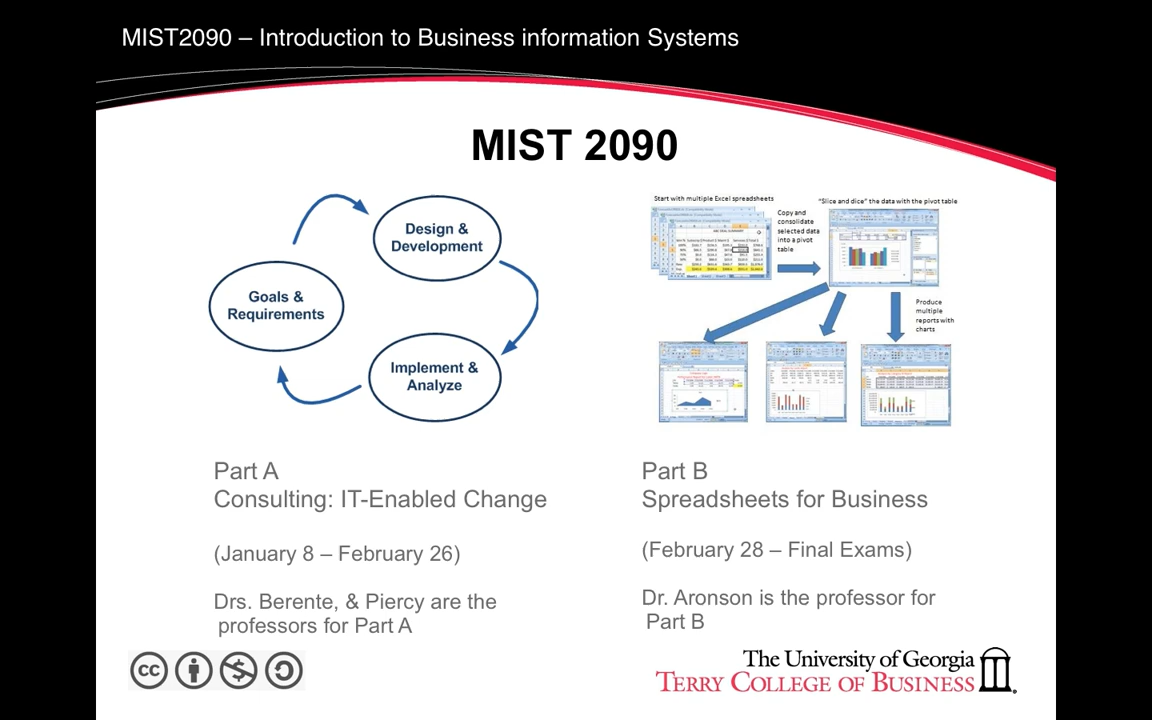 MIST2090 – Introduction to Business information Systems
MIST 2090
Design &
Development
Goals &
Requirements
Implement &
Analyze
Start with multiple Excel spreadsheets
Copy and
consolidate
selected data
into a pivot
table
"Slice and dice" the data with the pivot table
Produce
multiple
reports with
charts
Part A
Consulting: IT-Enabled Change
(January 8 – February 26)
Drs. Berente, & Piercy are the
professors for Part A
Part B
Spreadsheets for Business
(February 28 – Final Exams)
Dr. Aronson is the professor for
Part B
cc
The University of Georgia
TERRY COLLEGE OF BUSINESS